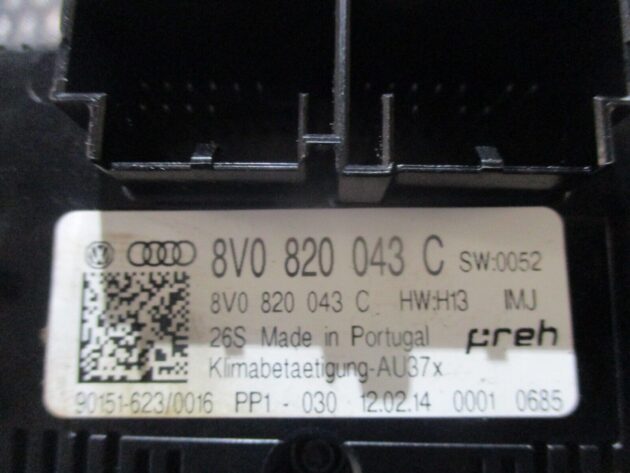 8V0 820 043 C SW:0052
8V0 820 043 C HW:H13 IMJ
26S Made in Portugal preh
Klimabetaetigung-AU37x
90151-623/0016 PP1 - 030 12.02.14 0001 0685